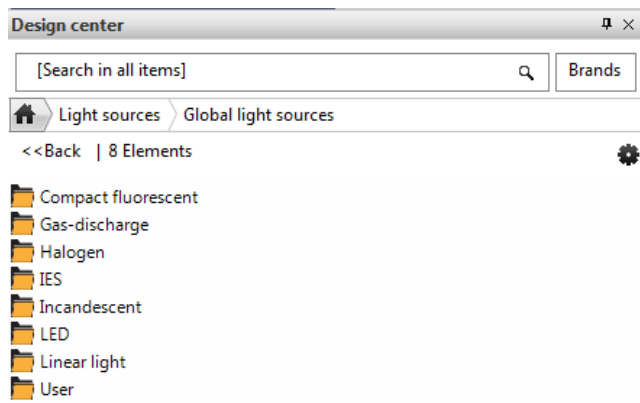 Design center
[Search in all items]
Brands
Light sources
Global light sources
<<Back | 8 Elements
Compact fluorescent
Gas-discharge
Halogen
IES
Incandescent
LED
Linear light
User